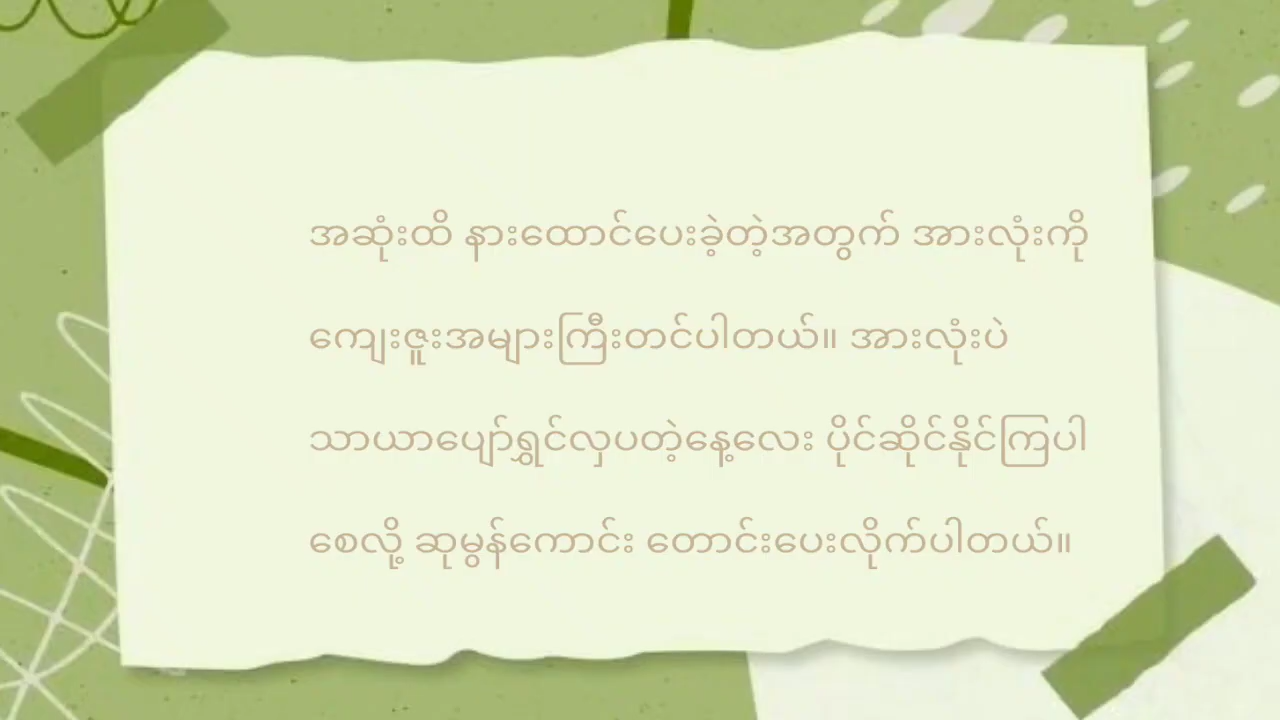 အဆုံးထိ နားထောင်ပေးခဲ့တဲ့အတွက် အားလုံးကို
ကျေးဇူးအများကြီးတင်ပါတယ်။ အားလုံးပဲ
သာယာပျော်ရွှင်လှပတဲ့နေ့လေး ပိုင်ဆိုင်နိုင်ကြပါ
စေလို့ ဆုမွန်ကောင်း တောင်းပေးလိုက်ပါတယ်။